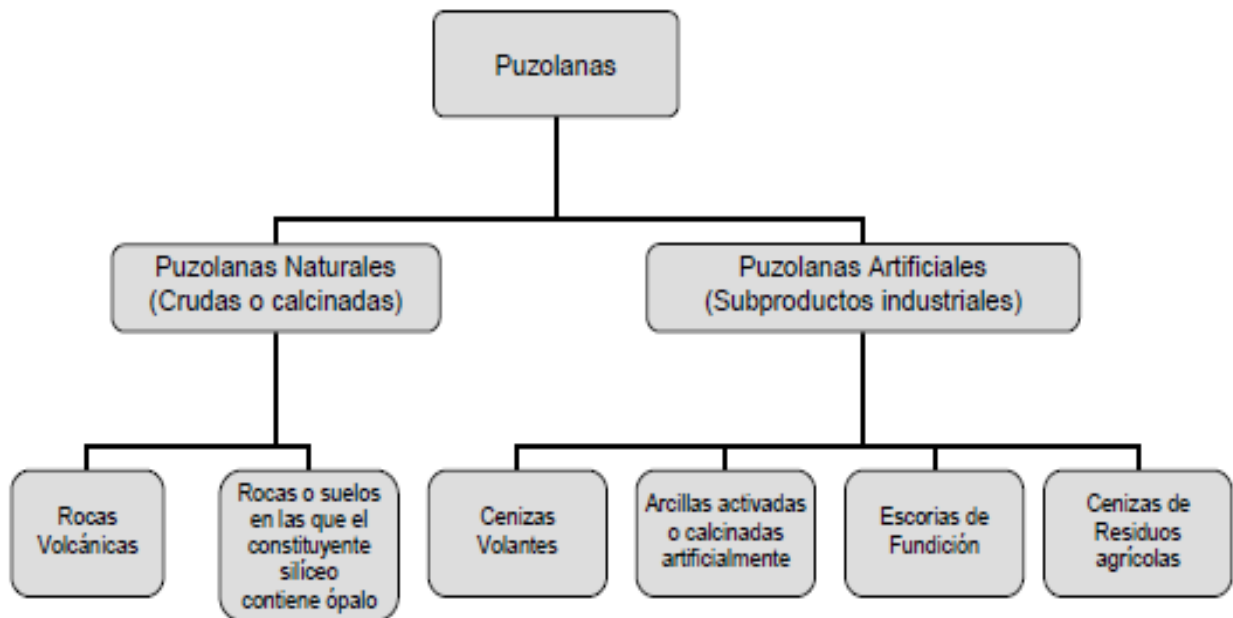 Puzolanas
Puzolanas Naturales
(Crudas o calcinadas)
Puzolanas Artificiales
(Subproductos industriales)
Rocas
Volcánicas
Rocas o suelos
en las que el
constituyente
silíceo
contiene ópalo
Cenizas
Volantes
Arcillas activadas
o calcinadas
artificialmente
Escorias de
Fundición
Cenizas de
Residuos
agrícolas